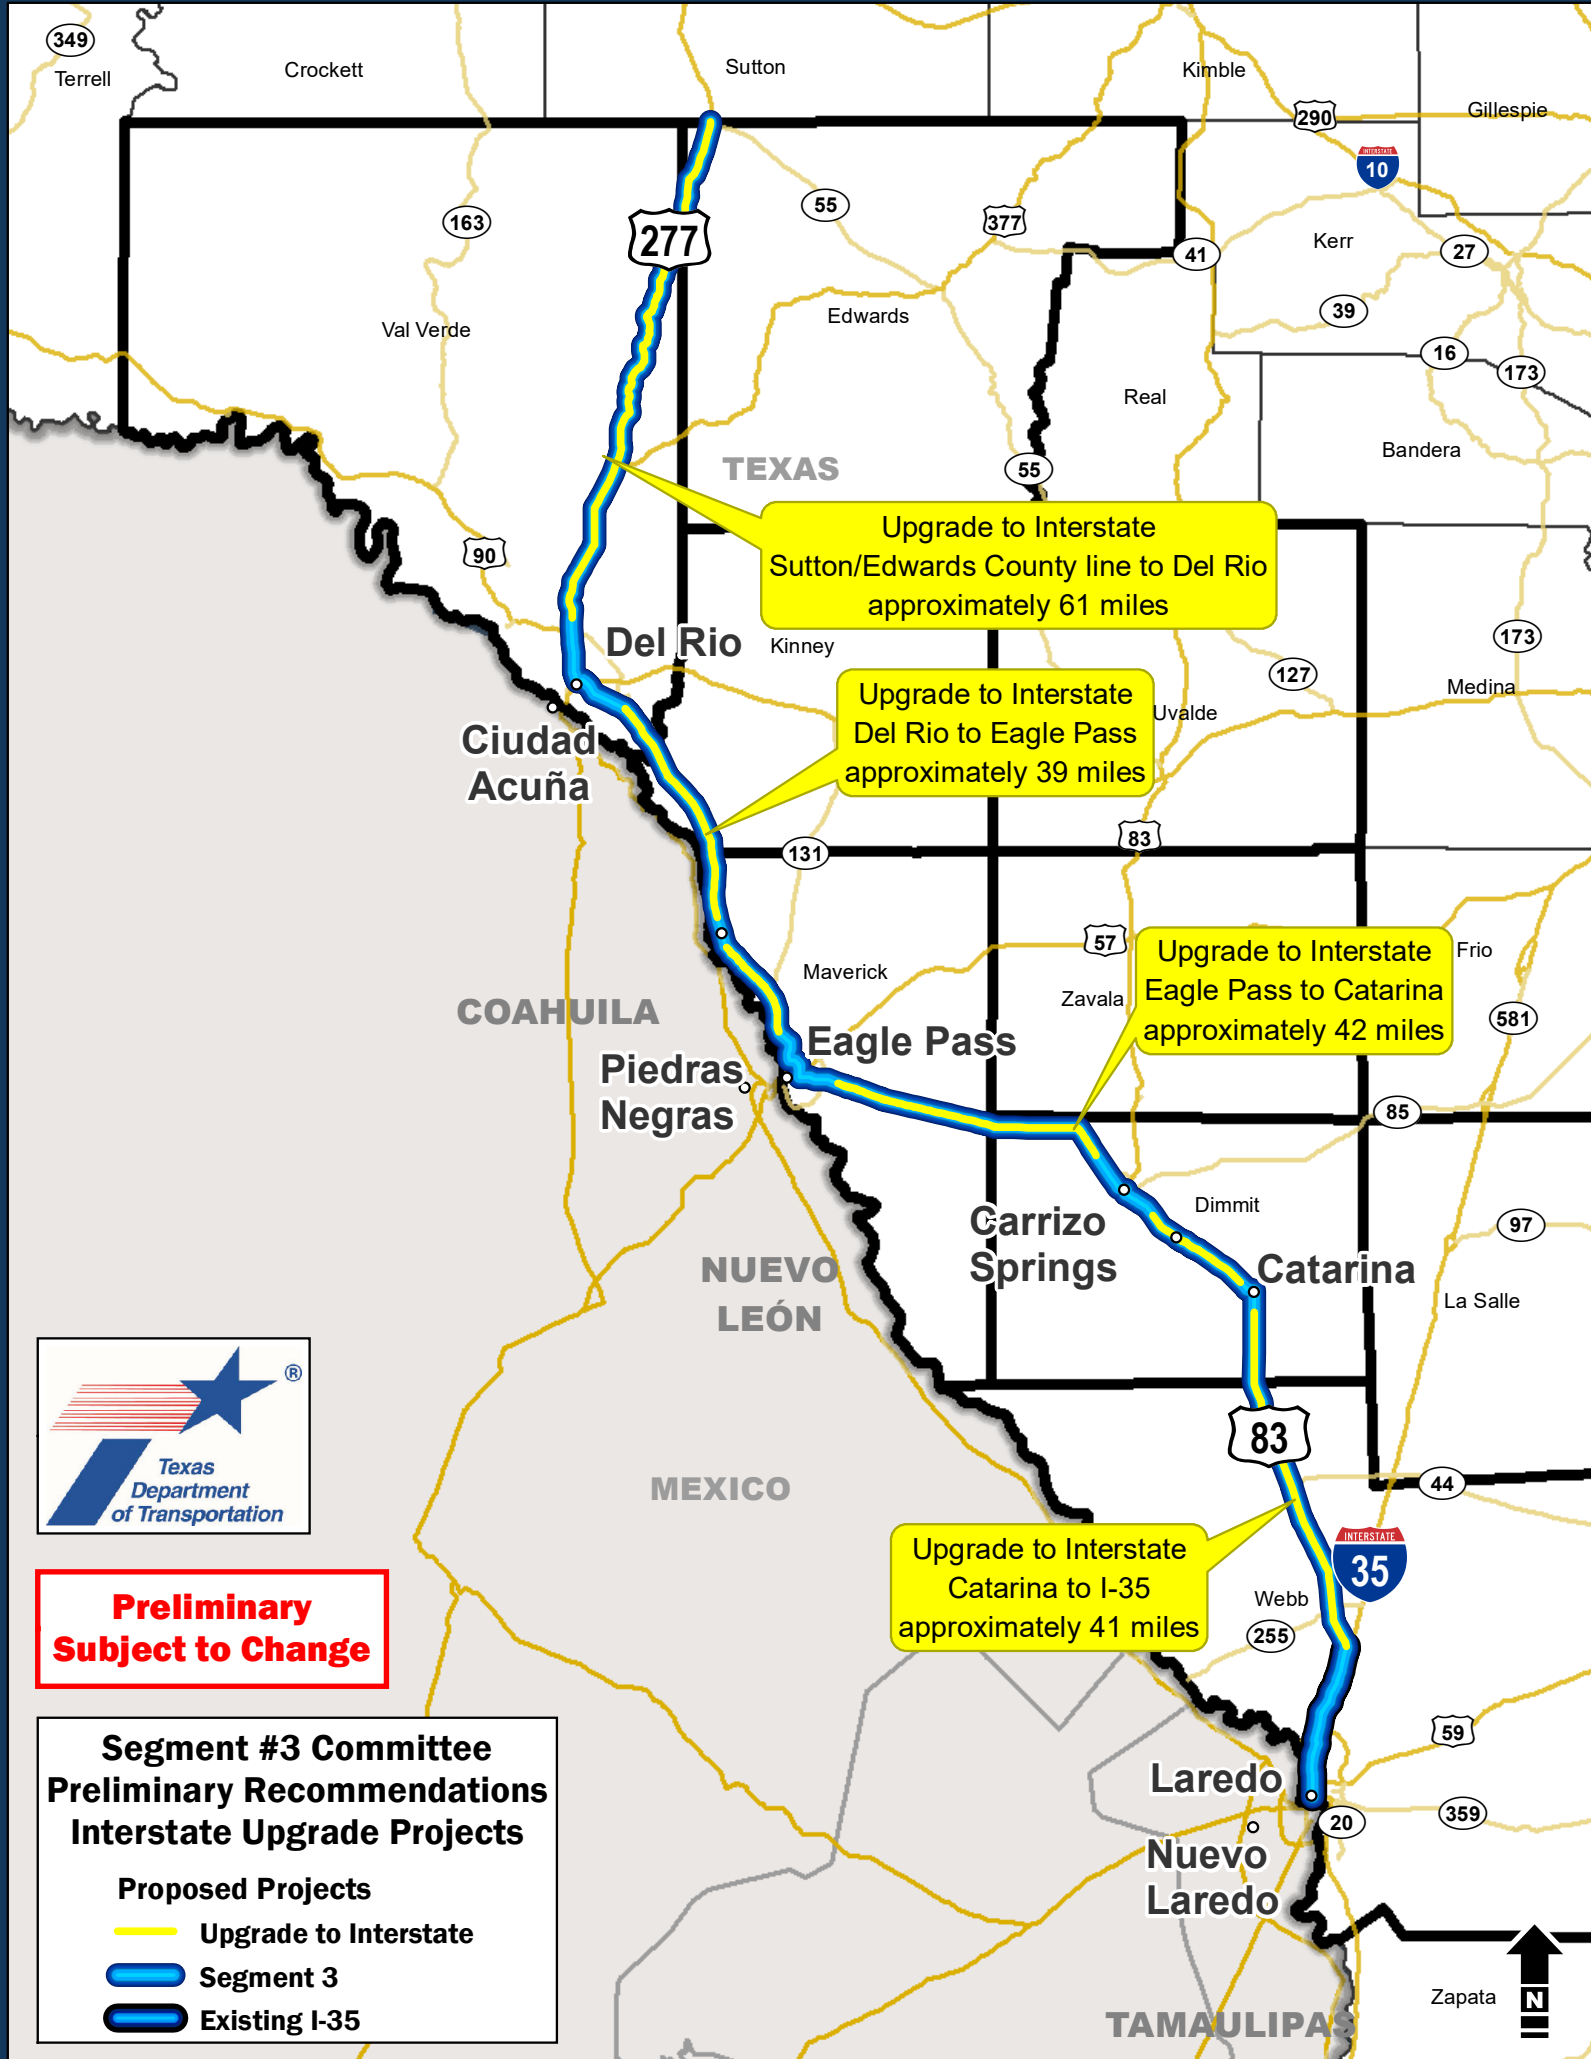 349
Terrell
Crockett
Sutton
Kimble
290
Gillespie
INTERSTATE
10
163
55
377
277
41
Kerr
27
39
Val Verde
Edwards
16
173
Real
Bandera
TEXAS
55
90
Upgrade to Interstate
Sutton/Edwards County line to Del Rio
approximately 61 miles
Del Rio
Kinney
173
127
Medina
Upgrade to Interstate
Del Rio to Eagle Pass
approximately 39 miles
Uvalde
Ciudad
Acuña
131
83
57
Upgrade to Interstate
Eagle Pass to Catarina
approximately 42 miles
Frio
Maverick
Zavala
581
COAHUILA
Eagle Pass
Piedras
Negras
85
Carrizo
Springs
Dimmit
97
NUEVO
LEÓN
Catarina
La Salle
®
Texas
Department
of Transportation
83
MEXICO
44
Upgrade to Interstate
Catarina to I-35
approximately 41 miles
INTERSTATE
35
Webb
255
Preliminary
Subject to Change
59
Segment #3 Committee
Preliminary Recommendations
Interstate Upgrade Projects
Proposed Projects
Upgrade to Interstate
Segment 3
Existing I-35
Laredo
20
359
Nuevo
Laredo
Zapata
N
TAMAULIPAS